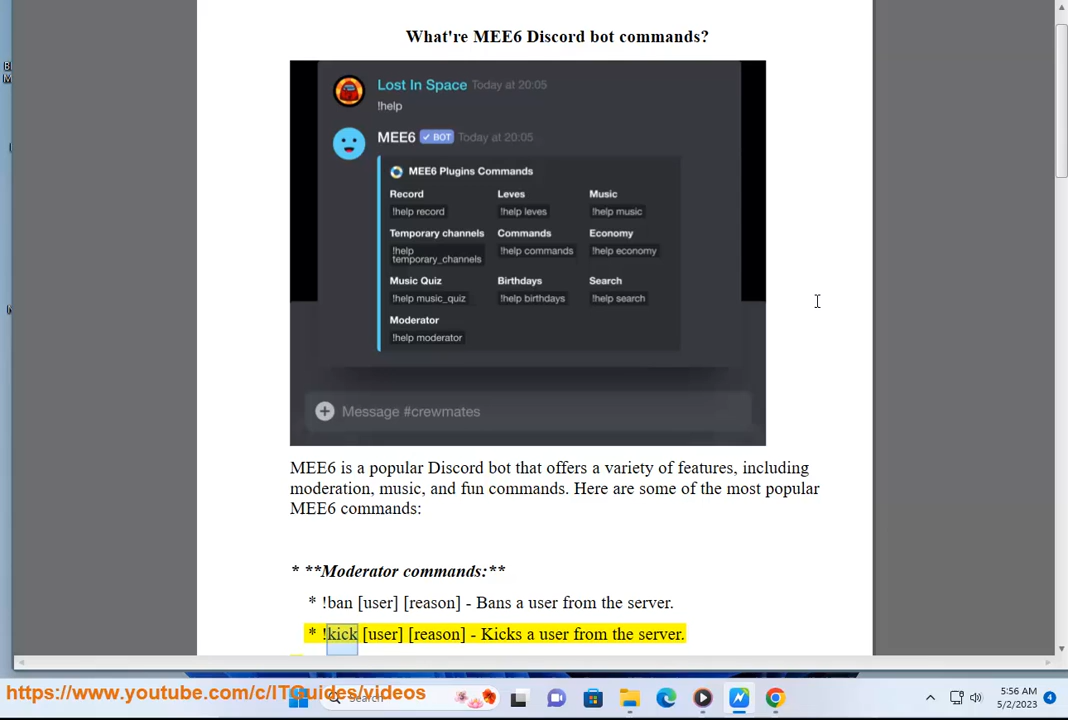 What're MEE6 Discord bot commands?
Lost In Space Today at 20:05
!help
MEE6 ✓ BOT Today at 20:05
MEE6 Plugins Commands
Record Leves Music
!help record !help leves !help music
Temporary channels Commands Economy
!help temporary_channels !help commands !help economy
Music Quiz Birthdays Search
!help music_quiz !help birthdays !help search
Moderator
!help moderator
Message #crewmates
MEE6 is a popular Discord bot that offers a variety of features, including
moderation, music, and fun commands. Here are some of the most popular
MEE6 commands:
* **Moderator commands:**
* !ban [user] [reason] - Bans a user from the server.
* !kick [user] [reason] - Kicks a user from the server.
https://www.youtube.com/c/ITGuides/videos
Search
5:56 AM
5/2/2023
4